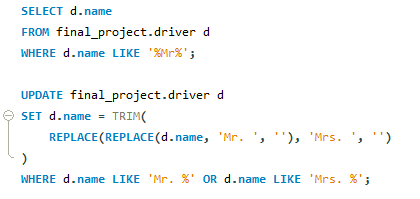 SELECT d.name
FROM final_project.driver d
WHERE d.name LIKE '%Mr%';
UPDATE final_project.driver d
SET d.name = TRIM(
REPLACE(REPLACE(d.name, 'Mr. ', ''), 'Mrs. ', '')
)
WHERE d.name LIKE 'Mr. %' OR d.name LIKE 'Mrs. %';